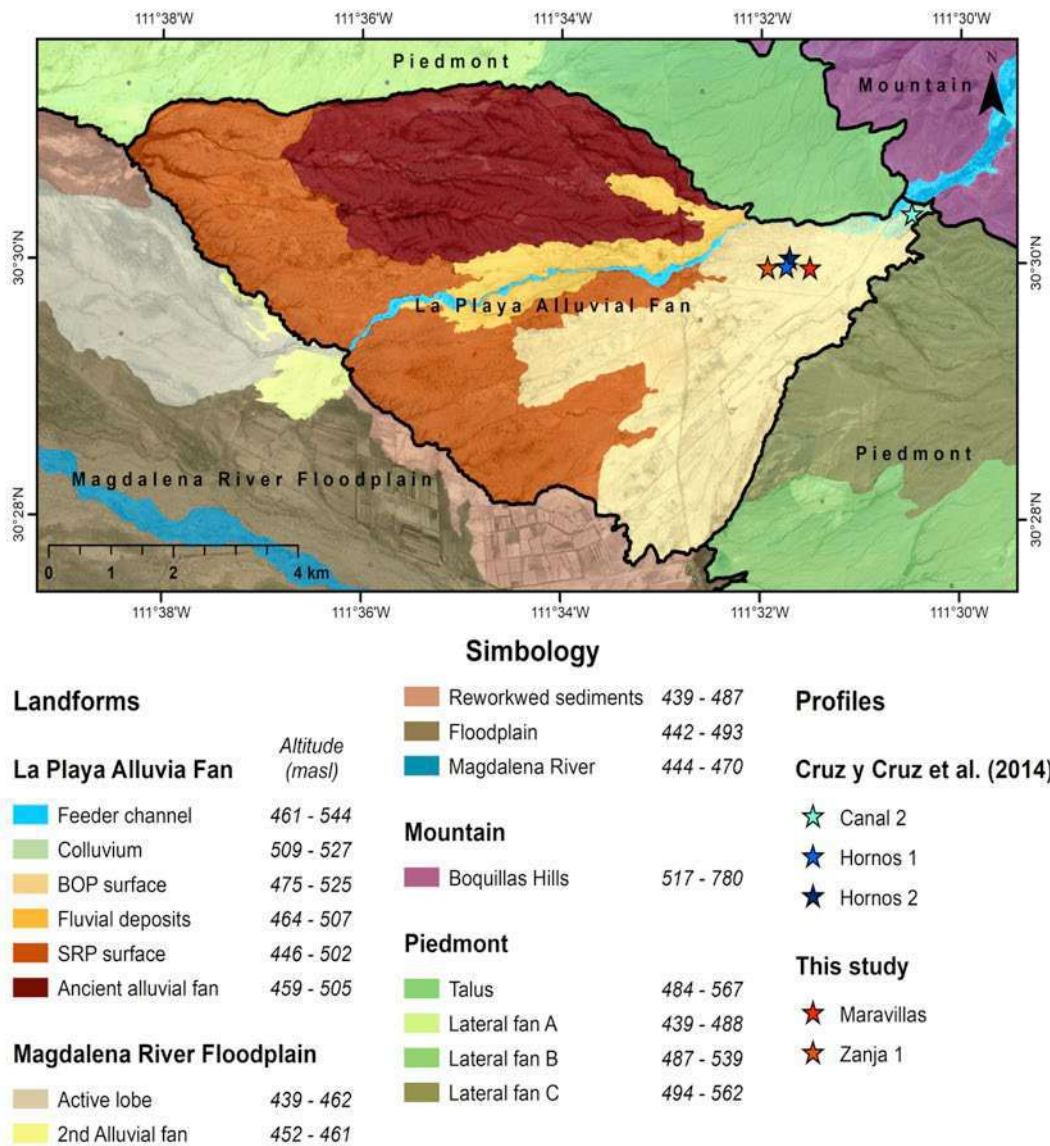 111°38'W 111°36'W 111°34'W 111°32'W 111°30'W
Piedmont
Mountain
N
30°30'N 30°30'N
La Playa Alluvial Fan
Piedmont
Magdalena River Floodplain
30°28'N 30°28'N
0 1 2 4 km
111°38'W 111°36'W 111°34'W 111°32'W 111°30'W
Simbology
Landforms
Altitude
(masl)
La Playa Alluvia Fan
Feeder channel 461 - 544
Colluvium 509 - 527
BOP surface 475 - 525
Fluvial deposits 464 - 507
SRP surface 446 - 502
Ancient alluvial fan 459 - 505
Magdalena River Floodplain
Active lobe 439 - 462
2nd Alluvial fan 452 - 461
Reworkwed sediments 439 - 487
Floodplain 442 - 493
Magdalena River 444 - 470
Mountain
Boquillas Hills 517 - 780
Piedmont
Talus 484 - 567
Lateral fan A 439 - 488
Lateral fan B 487 - 539
Lateral fan C 494 - 562
Profiles
Cruz y Cruz et al. (2014)
Canal 2
Hornos 1
Hornos 2
This study
Maravillas
Zanja 1